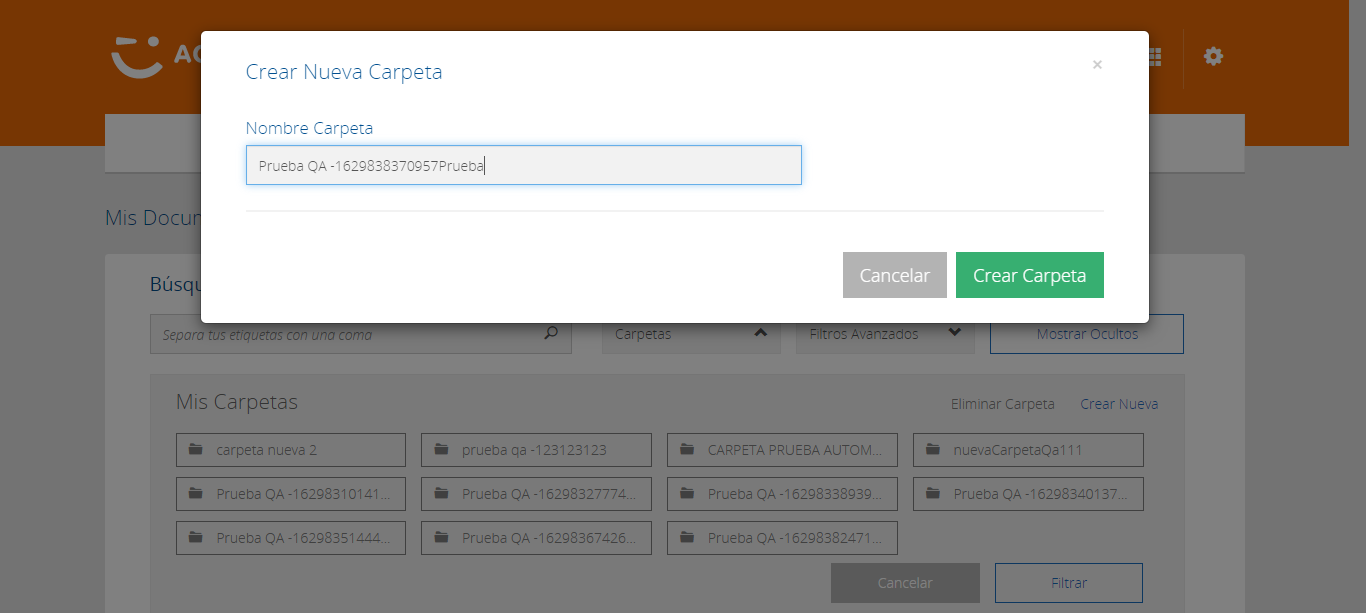 Crear Nueva Carpeta
×
Nombre Carpeta
Prueba QA -1629838370957Prueba
Cancelar
Crear Carpeta
Mis Docu
Búsqu
Separa tus etiquetas con una coma
Carpetas
Filtros Avanzados
Mostrar Ocultos
Mis Carpetas
Eliminar Carpeta
Crear Nueva
carpeta nueva 2
prueba qa -123123123
CARPETA PRUEBA AUTOM...
nuevaCarpetaQa111
Prueba QA -16298310141...
Prueba QA -16298327774...
Prueba QA -16298338939...
Prueba QA -16298340137...
Prueba QA -16298351444...
Prueba QA -16298367426...
Prueba QA -16298382471...
Cancelar
Filtrar